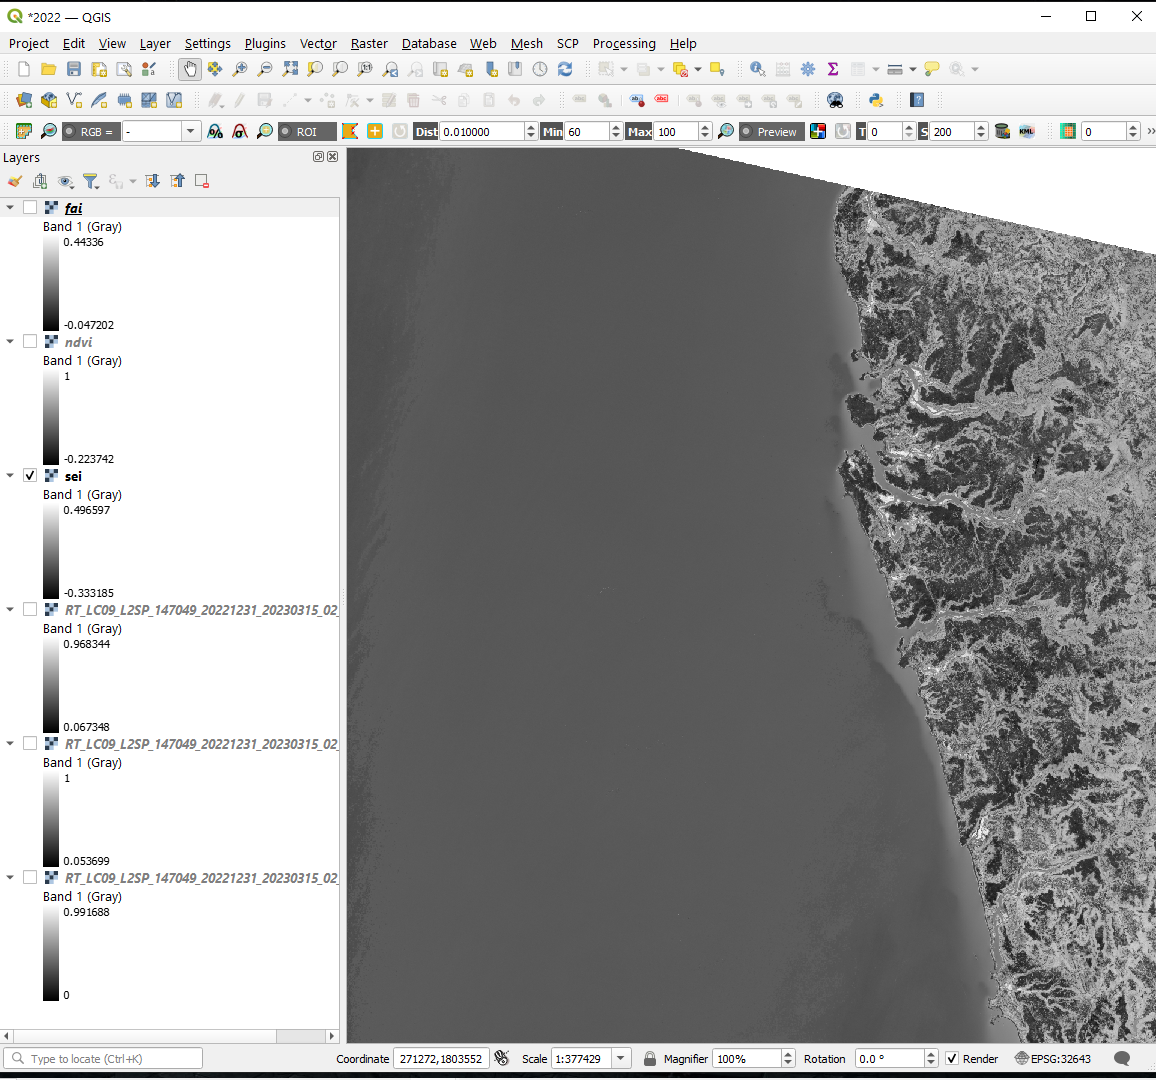 *2022 — QGIS
Project Edit View Layer Settings Plugins Vector Raster Database Web Mesh SCP Processing Help
RGB = - ROI Dist 0.010000 Min 60 Max 100 Preview T 0 S 200 KML 0 »
Layers
fai
Band 1 (Gray)
0.44336
-0.047202
ndvi
Band 1 (Gray)
1
-0.223742
sei
Band 1 (Gray)
0.496597
-0.333185
RT_LC09_L2SP_147049_20221231_20230315_02_
Band 1 (Gray)
0.968344
0.067348
RT_LC09_L2SP_147049_20221231_20230315_02_
Band 1 (Gray)
1
0.053699
RT_LC09_L2SP_147049_20221231_20230315_02_
Band 1 (Gray)
0.991688
0
Type to locate (Ctrl+K) Coordinate 271272,1803552 Scale 1:377429 Magnifier 100% Rotation 0.0 ° Render EPSG:32643